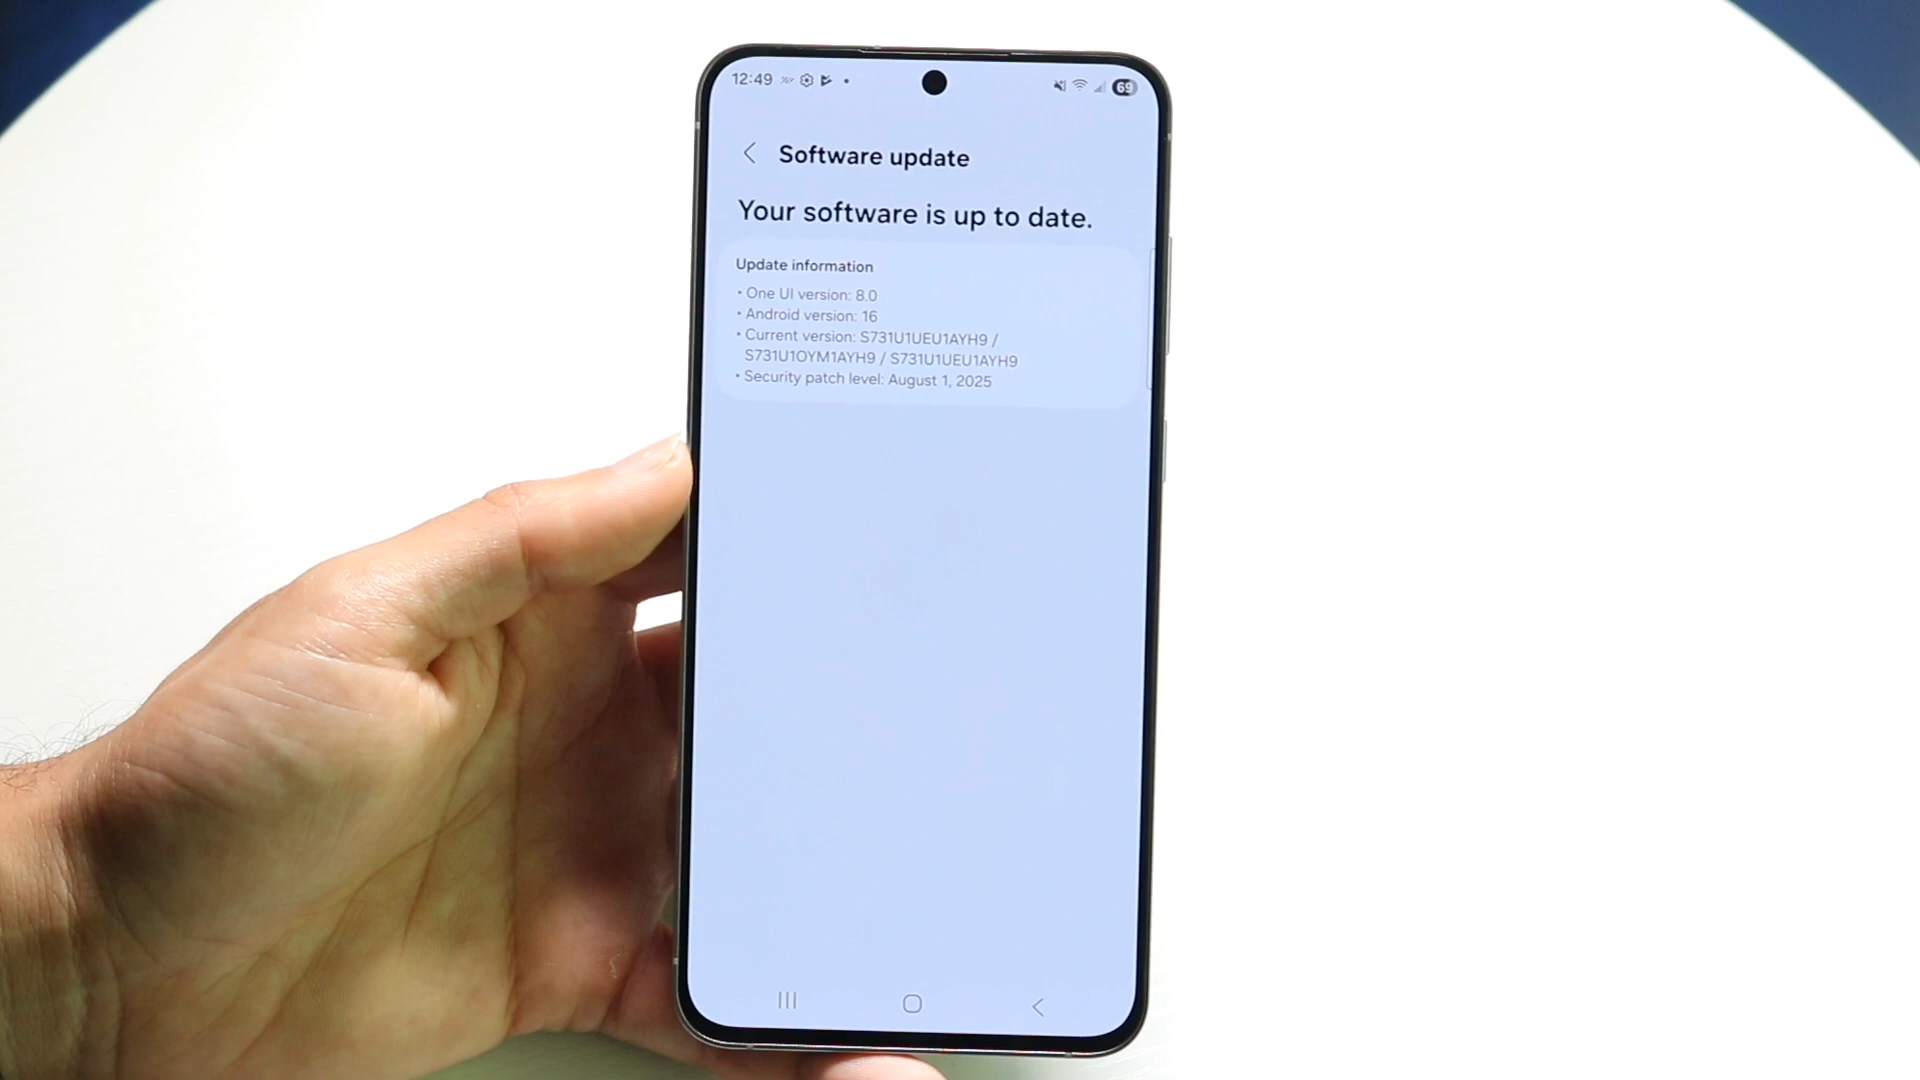 12:49
69
Software update
Your software is up to date.
Update information
• One UI version: 8.0
• Android version: 16
• Current version: S731U1UEU1AYH9 /
S731U1OYM1AYH9 / S731U1UEU1AYH9
• Security patch level: August 1, 2025